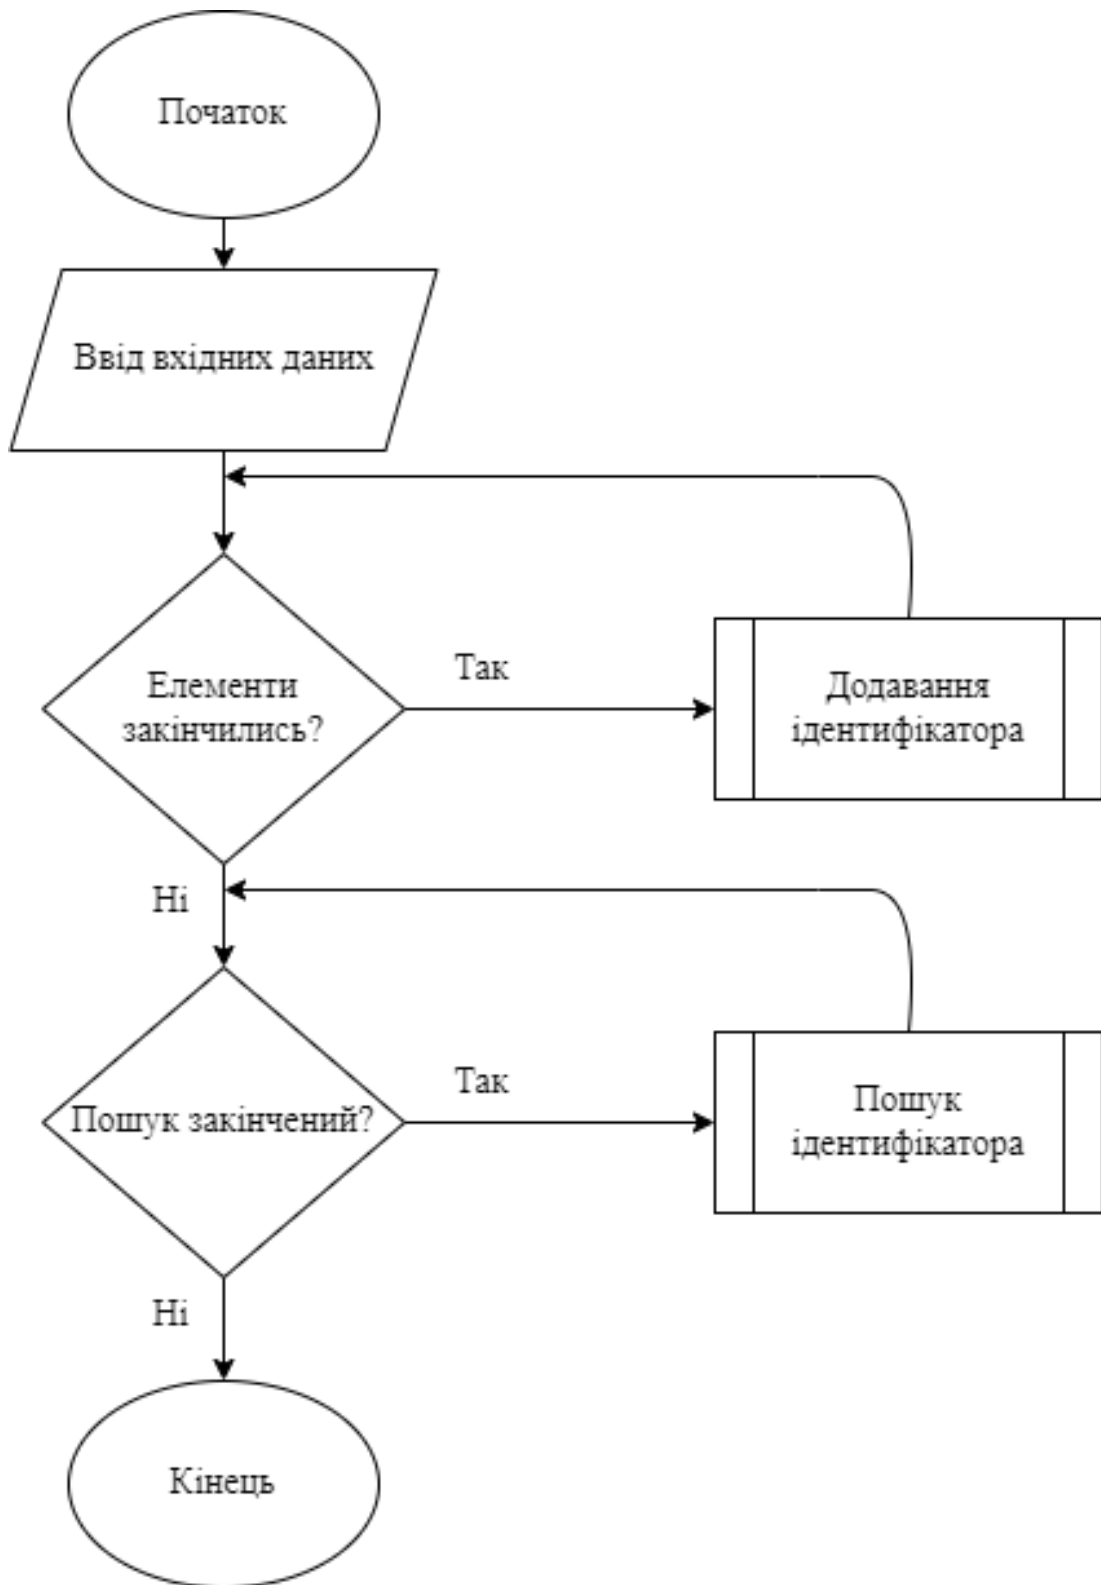 Початок
Ввід вхідних даних
Елементи
закінчились?
Так
Додавання
ідентифікатора
Ні
Пошук закінчений?
Так
Пошук
ідентифікатора
Ні
Кінець